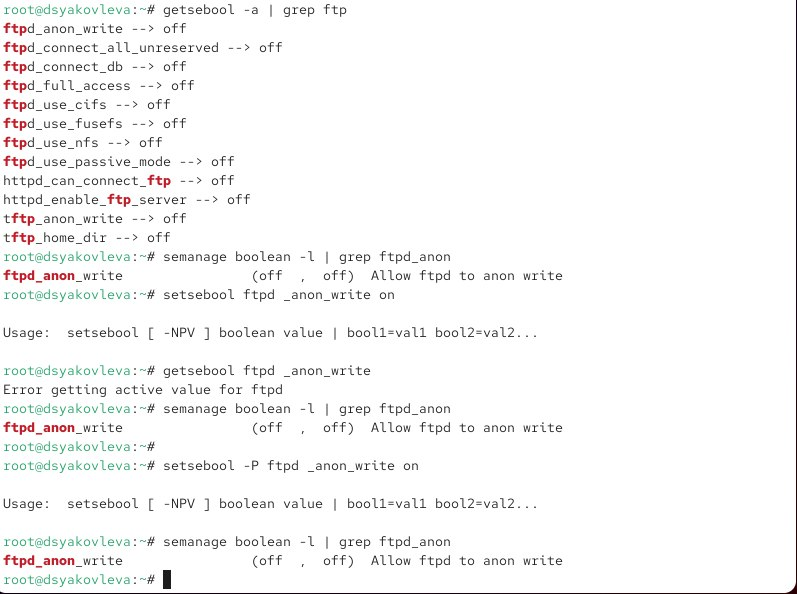 root@dsyakovleva:~# getsebool -a | grep ftp
ftpd_anon_write --> off
ftpd_connect_all_unreserved --> off
ftpd_connect_db --> off
ftpd_full_access --> off
ftpd_use_cifs --> off
ftpd_use_fusefs --> off
ftpd_use_nfs --> off
ftpd_use_passive_mode --> off
httpd_can_connect_ftp --> off
httpd_enable_ftp_server --> off
tftp_anon_write --> off
tftp_home_dir --> off
root@dsyakovleva:~# semanage boolean -l | grep ftpd_anon
ftpd_anon_write                (off  ,  off)  Allow ftpd to anon write
root@dsyakovleva:~# setsebool ftpd _anon_write on

Usage:  setsebool [ -NPV ] boolean value | bool1=val1 bool2=val2...

root@dsyakovleva:~# getsebool ftpd _anon_write
Error getting active value for ftpd
root@dsyakovleva:~# semanage boolean -l | grep ftpd_anon
ftpd_anon_write                (off  ,  off)  Allow ftpd to anon write
root@dsyakovleva:~#
root@dsyakovleva:~# setsebool -P ftpd _anon_write on

Usage:  setsebool [ -NPV ] boolean value | bool1=val1 bool2=val2...

root@dsyakovleva:~# semanage boolean -l | grep ftpd_anon
ftpd_anon_write                (off  ,  off)  Allow ftpd to anon write
root@dsyakovleva:~#